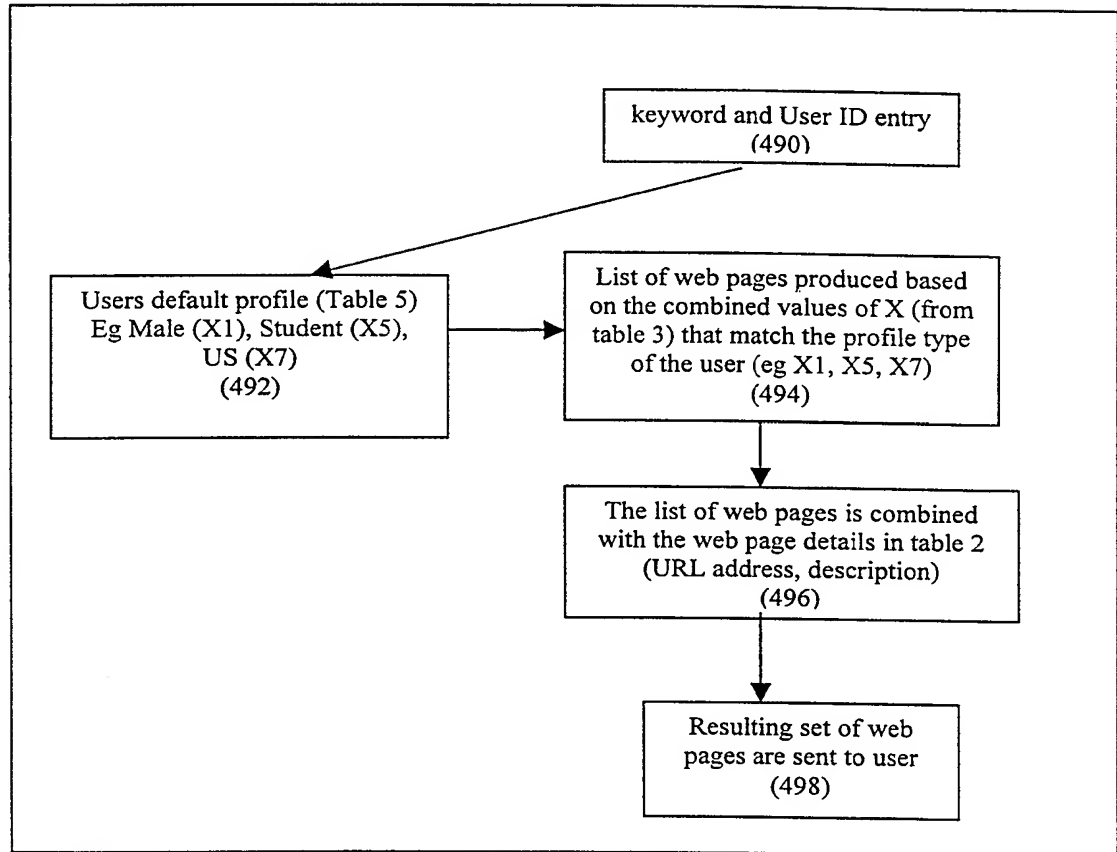 keyword and User ID entry
(490)
Users default profile (Table 5)
Eg Male (X1), Student (X5),
US (X7)
(492)
List of web pages produced based
on the combined values of X (from
table 3) that match the profile type
of the user (eg X1, X5, X7)
(494)
The list of web pages is combined
with the web page details in table 2
(URL address, description)
(496)
Resulting set of web
pages are sent to user
(498)